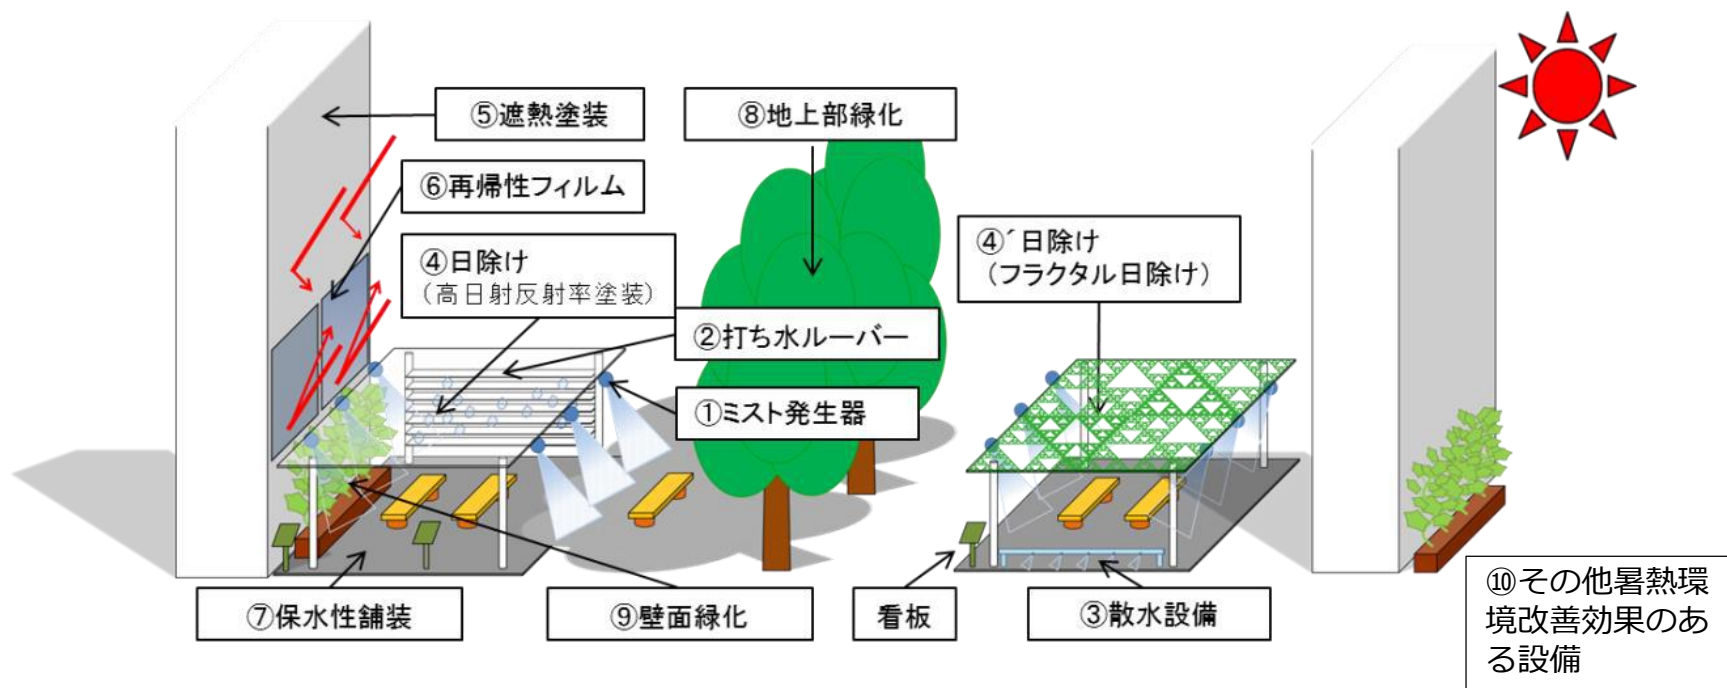 ⑤遮熱塗装
⑧地上部緑化
⑥再帰性フィルム
④日除け
（高日射反射率塗装）
④´日除け
（フラクタル日除け）
②打ち水ルーバー
①ミスト発生器
⑦保水性舗装
⑨壁面緑化
看板
③散水設備
⑩その他暑熱環
境改善効果のあ
る設備